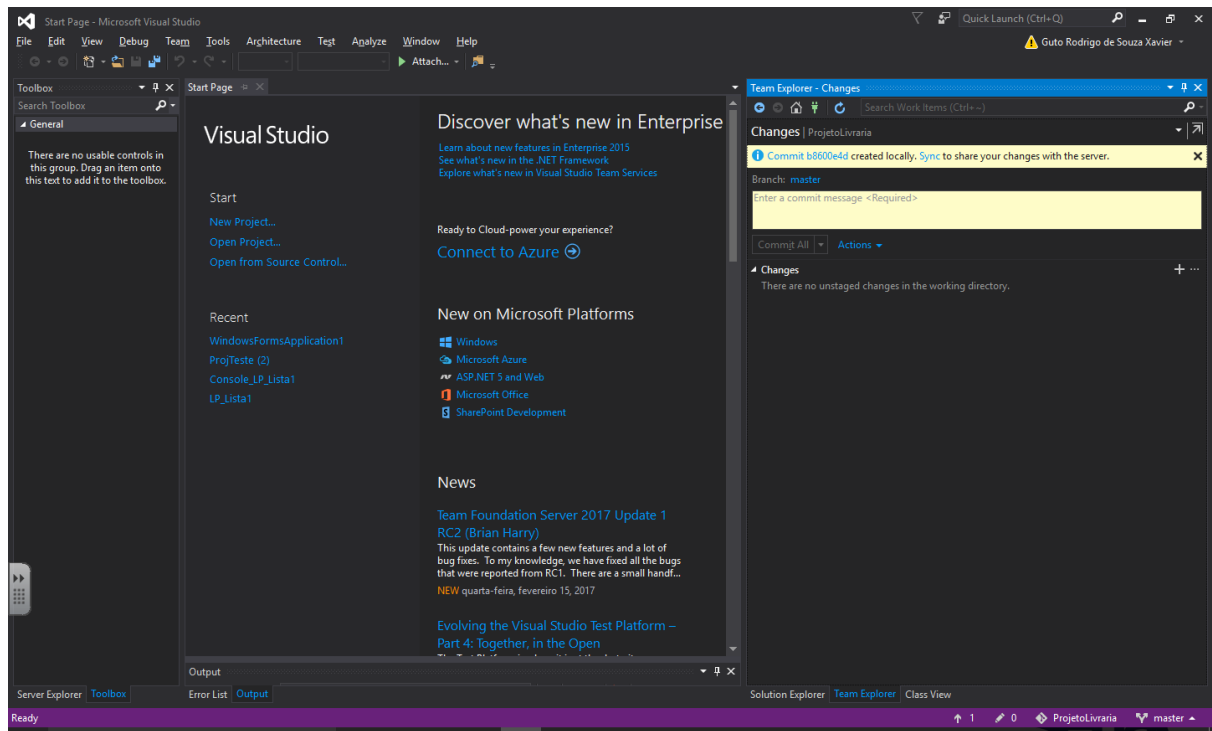 Start Page - Microsoft Visual Studio
Quick Launch (Ctrl+Q)
File Edit View Debug Team Tools Architecture Test Analyze Window Help
Guto Rodrigo de Souza Xavier
Attach...
Toolbox
Search Toolbox
General
There are no usable controls in
this group. Drag an item onto
this text to add it to the toolbox.
Start Page
Visual Studio
Start
New Project...
Open Project...
Open from Source Control...
Recent
WindowsFormsApplication1
ProjTeste (2)
Console_LP_Lista1
LP_Lista1
Discover what's new in Enterprise
Learn about new features in Enterprise 2015
See what's new in the .NET Framework
Explore what's new in Visual Studio Team Services
Ready to Cloud-power your experience?
Connect to Azure
New on Microsoft Platforms
Windows
Microsoft Azure
ASP.NET 5 and Web
Microsoft Office
SharePoint Development
News
Team Foundation Server 2017 Update 1
RC2 (Brian Harry)
This update contains a few new features and a lot of
bug fixes. To my knowledge, we have fixed all the bugs
that were reported from RC1. There are a small handf...
NEW quarta-feira, fevereiro 15, 2017
Evolving the Visual Studio Test Platform –
Part 4: Together, in the Open
Output
Team Explorer - Changes
Search Work Items (Ctrl+~)
Changes | ProjetoLivraria
Commit b8600e4d created locally. Sync to share your changes with the server.
Branch: master
Enter a commit message <Required>
Commit All Actions
Changes
There are no unstaged changes in the working directory.
Server Explorer Toolbox
Error List Output
Solution Explorer Team Explorer Class View
Ready
1 0 ProjetoLivraria master